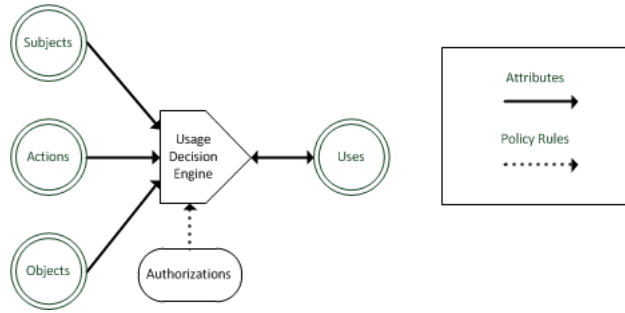 Subjects
Actions
Objects
Usage
Decision
Engine
Authorizations
Uses
Attributes
Policy Rules